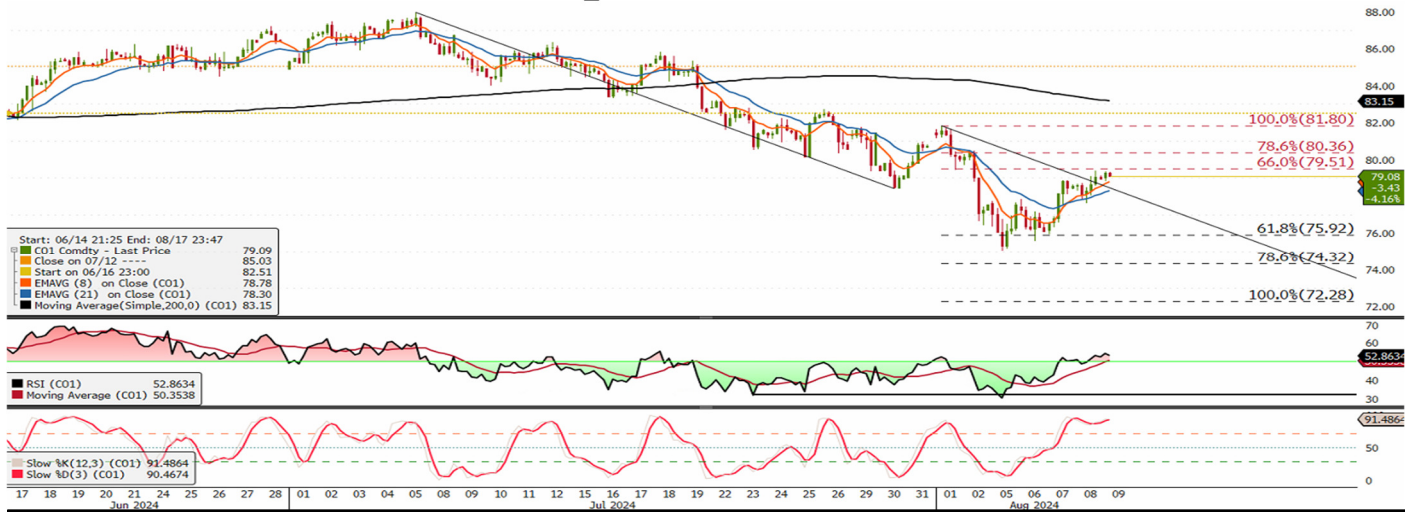 88.00
86.00
84.00
83.15
82.00
100.0%(81.80)
78.6%(80.36)
80.00
66.0%(79.51)
79.08
-3.43
-4.16%
61.8%(75.92)
76.00
78.6%(74.32)
74.00
100.0%(72.28)
72.00
Start: 06/14 21:25 End: 08/17 23:47
CO1 Comdty - Last Price 79.09
Close on 07/12 ---- 85.03
Start on 06/16 23:00 82.51
EMAVG (8) on Close (CO1) 78.78
EMAVG (21) on Close (CO1) 78.30
Moving Average(Simple,200,0) (CO1) 83.15
70
60
52.8634
40
30
RSI (CO1) 52.8634
Moving Average (CO1) 50.3538
91.4864
50
0
Slow %K(12,3) (CO1) 91.4864
Slow %D(3) (CO1) 90.4674
17 18 19 20 21 24 25 26 27 28 01 02 03 04 05 08 09 10 11 12 15 16 17 18 19 22 23 24 25 26 29 30 31 01 02 05 06 07 08 09
Jun 2024 Jul 2024 Aug 2024